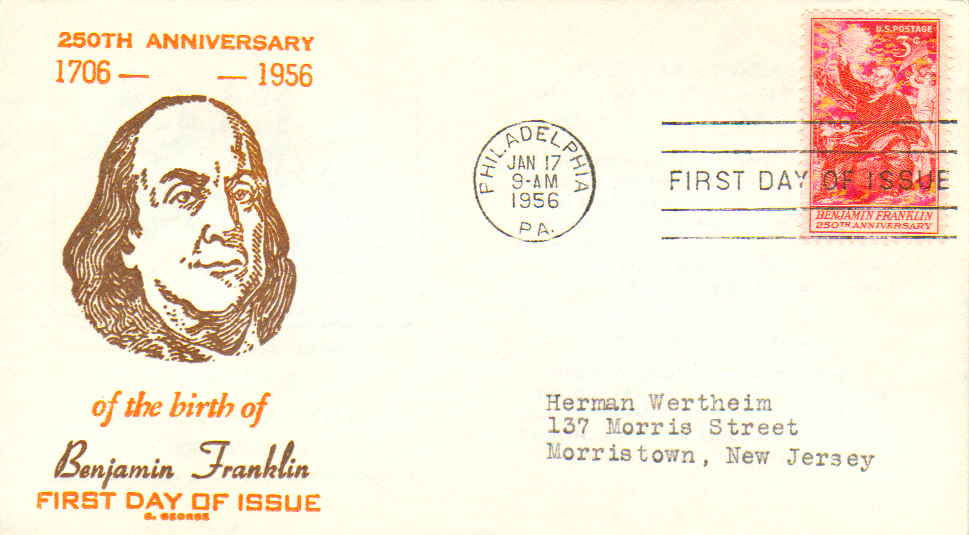 250TH ANNIVERSARY
1706 — — 1956
of the birth of
Benjamin Franklin
FIRST DAY OF ISSUE
C. GEORGE
PHILADELPHIA
JAN 17
9-AM
1956
PA.
FIRST DAY OF ISSUE
U.S. POSTAGE
3¢
BENJAMIN FRANKLIN
250TH ANNIVERSARY
Herman Wertheim
137 Morris Street
Morristown, New Jersey